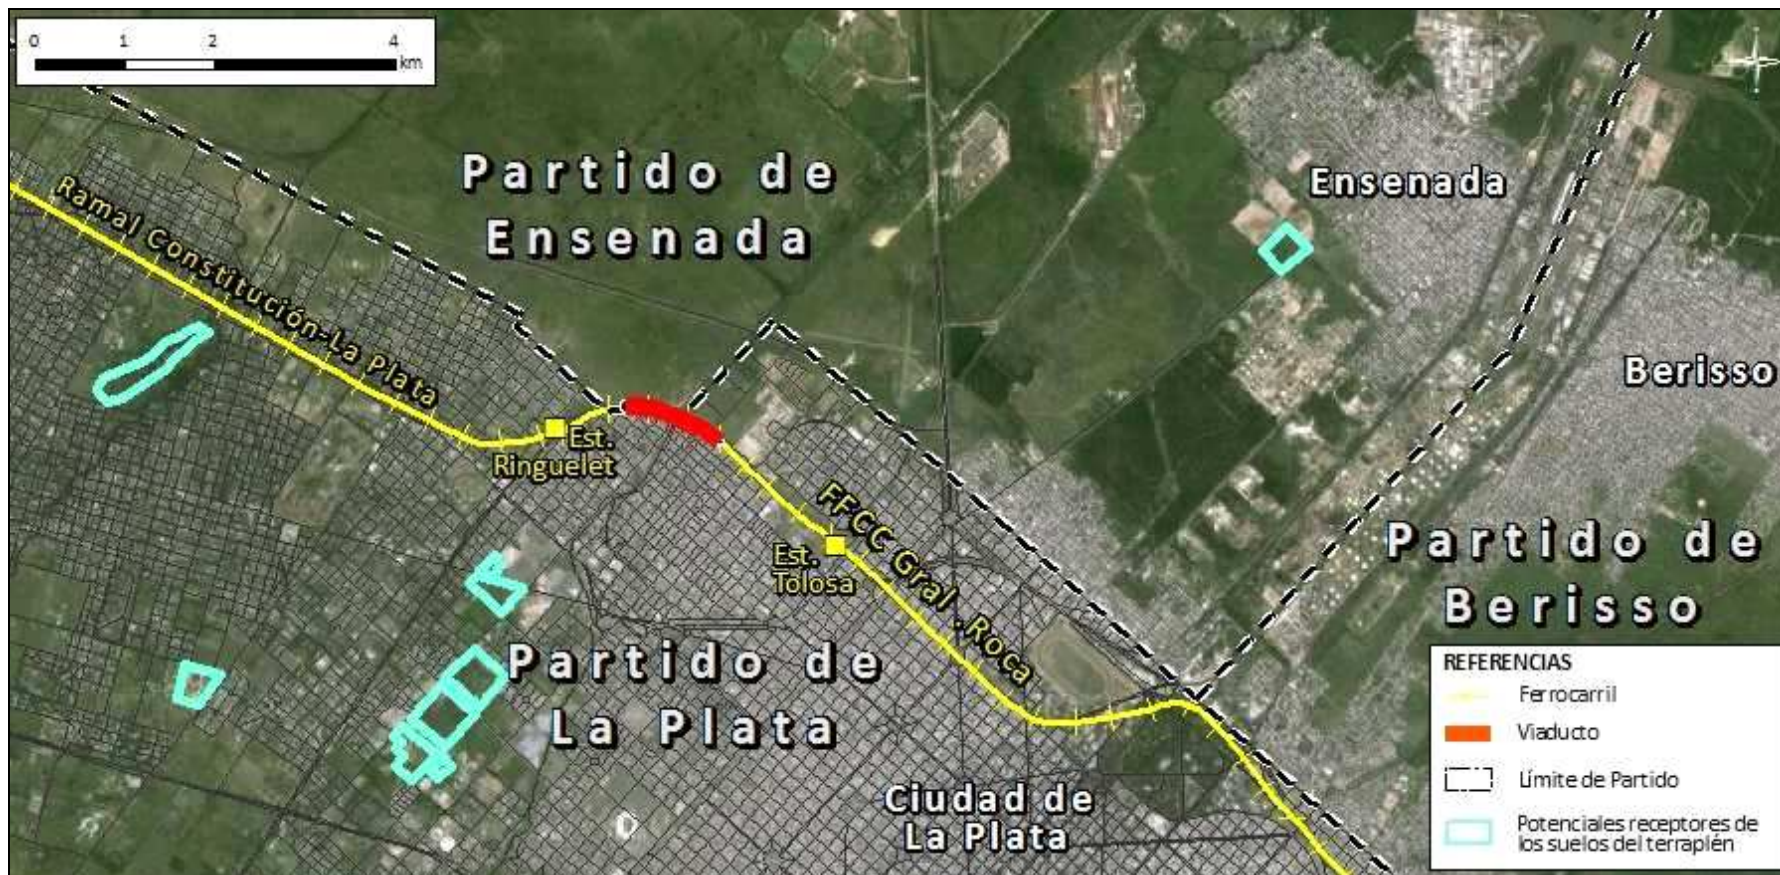 0 1 2 4
km
Partido de
Ensenada
Ensenada
Ramal Constitución-La Plata
Berisso
Est.
Ringuelet
FFCC Gral. Roca
Est.
Tolosa
Partido de
Berisso
Partido de
La Plata
Ciudad de
La Plata
REFERENCIAS
Ferrocarril
Viaducto
Límite de Partido
Potenciales receptores de
los suelos del terraplén